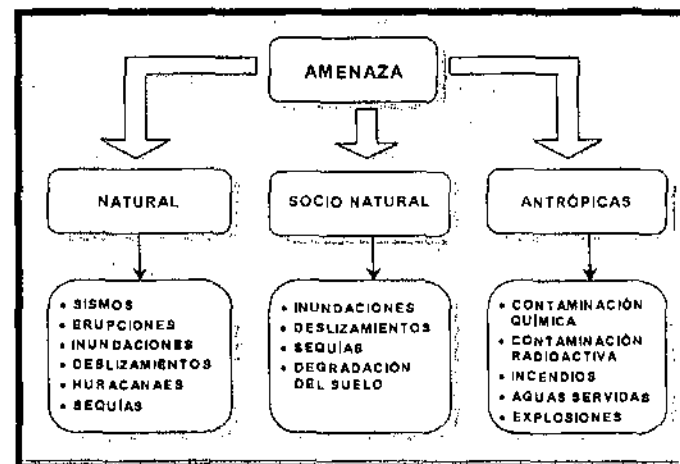 AMENAZA
NATURAL
SOCIO NATURAL
ANTRÓPICAS
• SISMOS
• ERUPCIONES
• INUNDACIONES
• DESLIZAMIENTOS
• HURACANAES
• SEQUÍAS
• INUNDACIONES
• DESLIZAMIENTOS
• SEQUÍAS
• DEGRADACIÓN
DEL SUELO
• CONTAMINACIÓN
QUÍMICA
• CONTAMINACIÓN
RADIOACTIVA
• INCENDIOS
• AGUAS SERVIDAS
• EXPLOSIONES